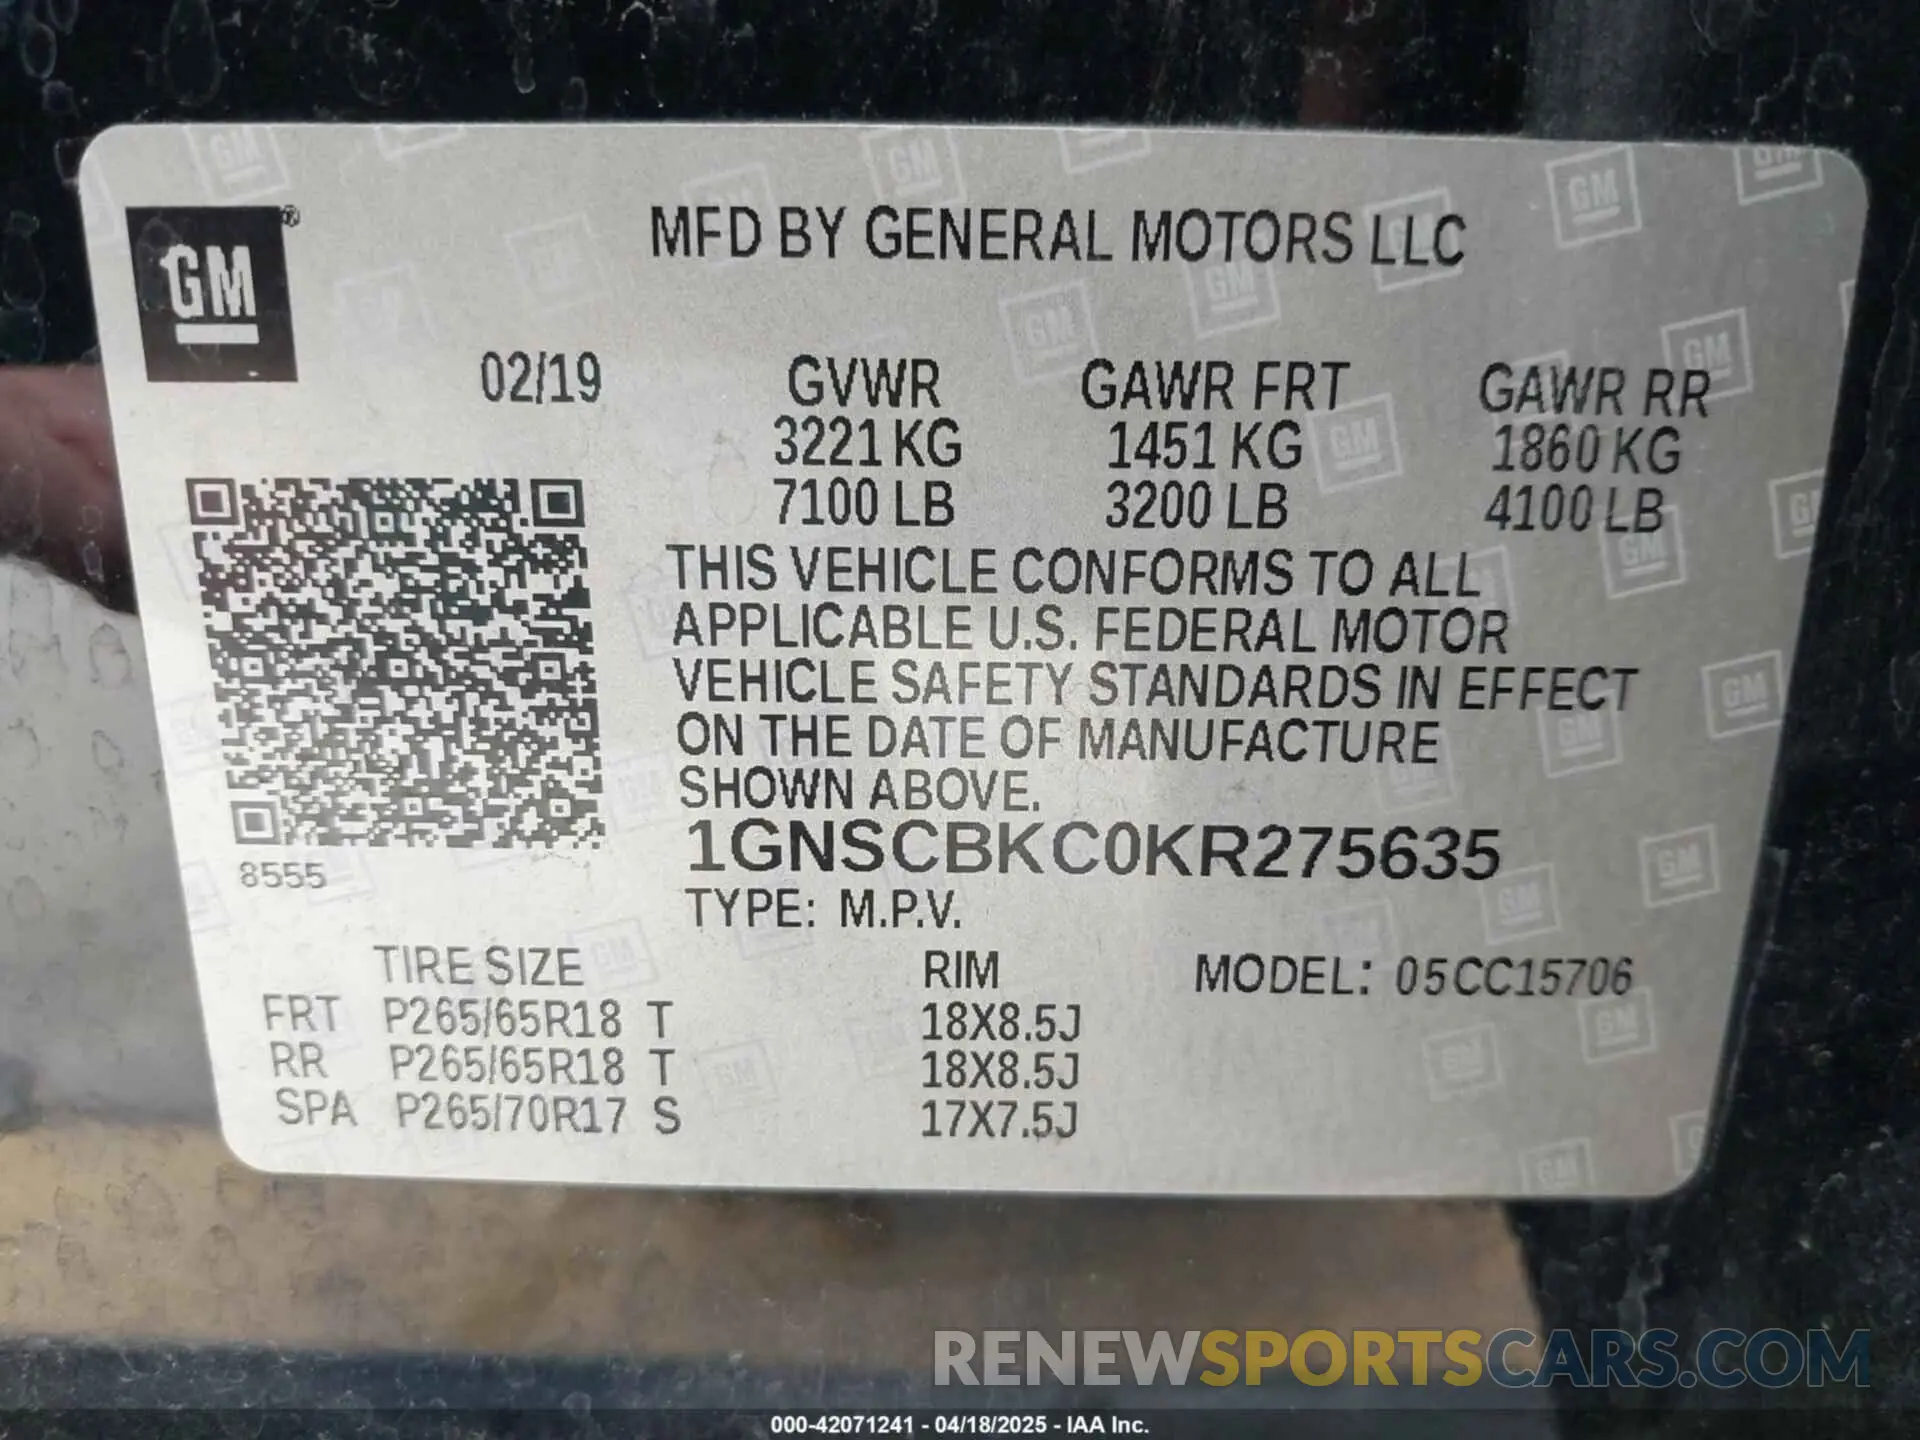 GM®
MFD BY GENERAL MOTORS LLC
02/19 GVWR GAWR FRT GAWR RR
3221 KG 1451 KG 1860 KG
7100 LB 3200 LB 4100 LB
THIS VEHICLE CONFORMS TO ALL
APPLICABLE U.S. FEDERAL MOTOR
VEHICLE SAFETY STANDARDS IN EFFECT
ON THE DATE OF MANUFACTURE
SHOWN ABOVE.
1GNSCBKC0KR275635
8555
TYPE: M.P.V.
TIRE SIZE RIM MODEL: 05CC15706
FRT P265/65R18 T 18X8.5J
RR P265/65R18 T 18X8.5J
SPA P265/70R17 S 17X7.5J
RENEWSPORTSCARS.COM
000-42071241 - 04/18/2025 - IAA Inc.